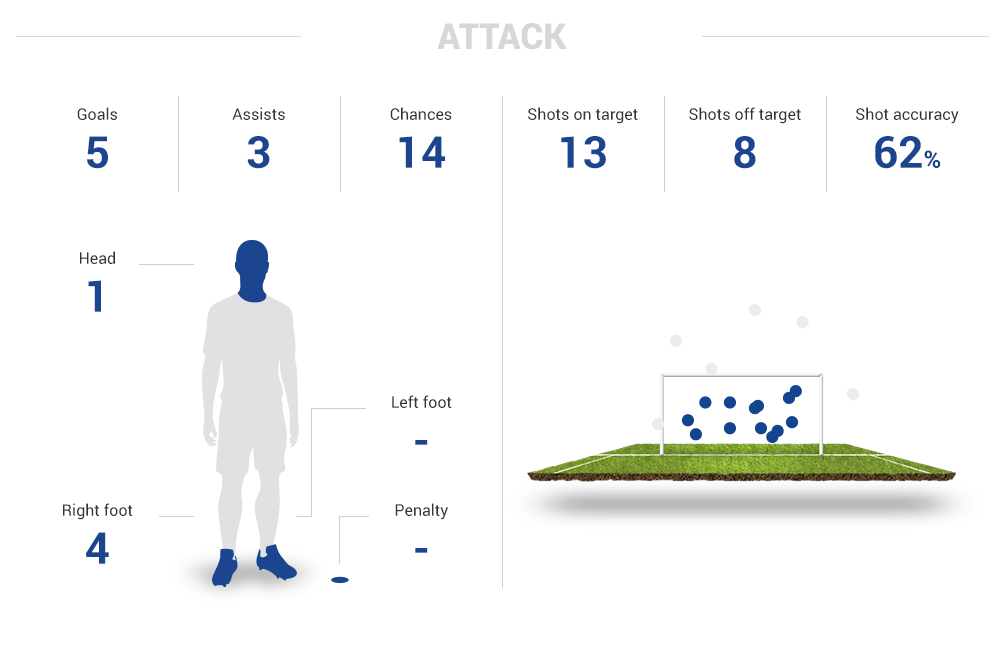 ATTACK
Goals
5
Assists
3
Chances
14
Shots on target
13
Shots off target
8
Shot accuracy
62%
Head
1
Left foot
-
Right foot
4
Penalty
-